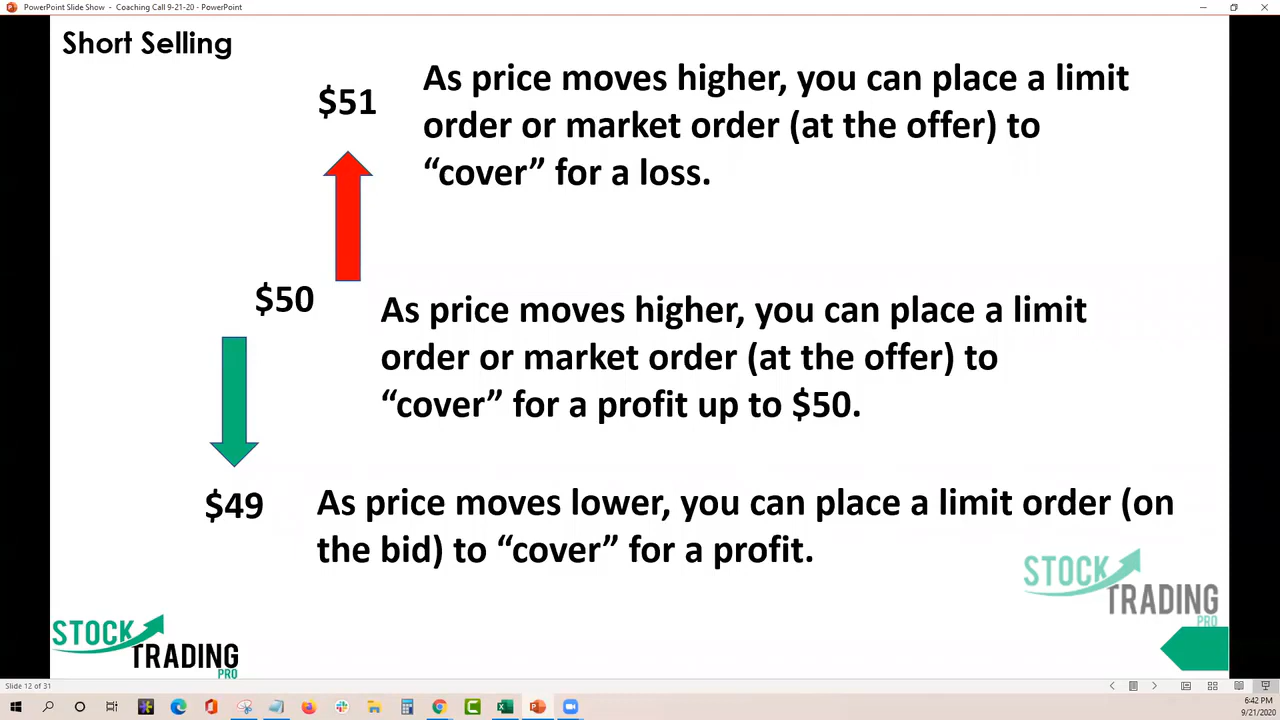 PowerPoint Slide Show - Coaching Call 9-21-20 - PowerPoint
Short Selling
$51
As price moves higher, you can place a limit
order or market order (at the offer) to
“cover” for a loss.
$50
As price moves higher, you can place a limit
order or market order (at the offer) to
“cover” for a profit up to $50.
$49
As price moves lower, you can place a limit order (on
the bid) to “cover” for a profit.
STOCK
TRADING
PRO
STOCK
TRADING
PRO
Slide 12 of 31
6:42 PM
9/21/2020